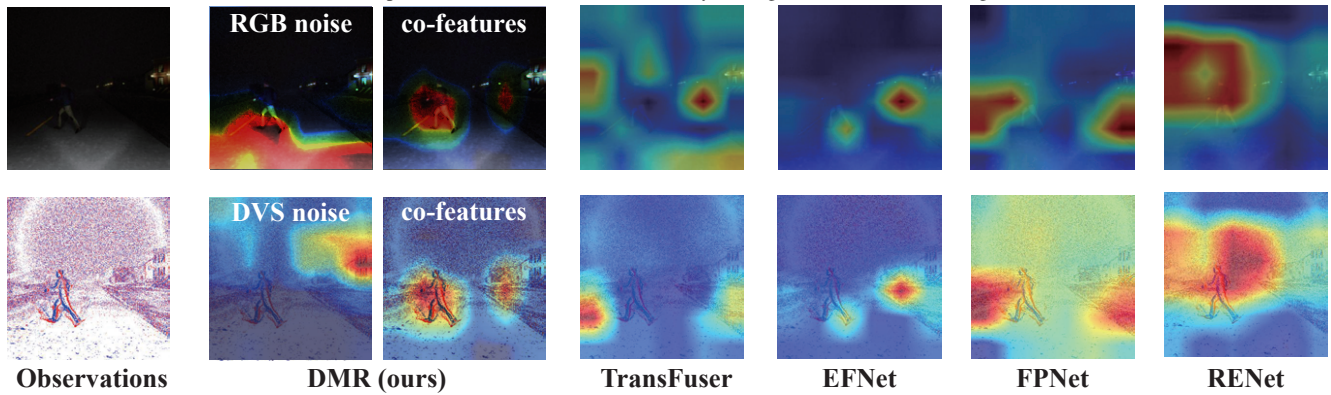 RGB noise
co-features
DVS noise
co-features
Observations
DMR (ours)
TransFuser
EFNet
FPNet
RENet